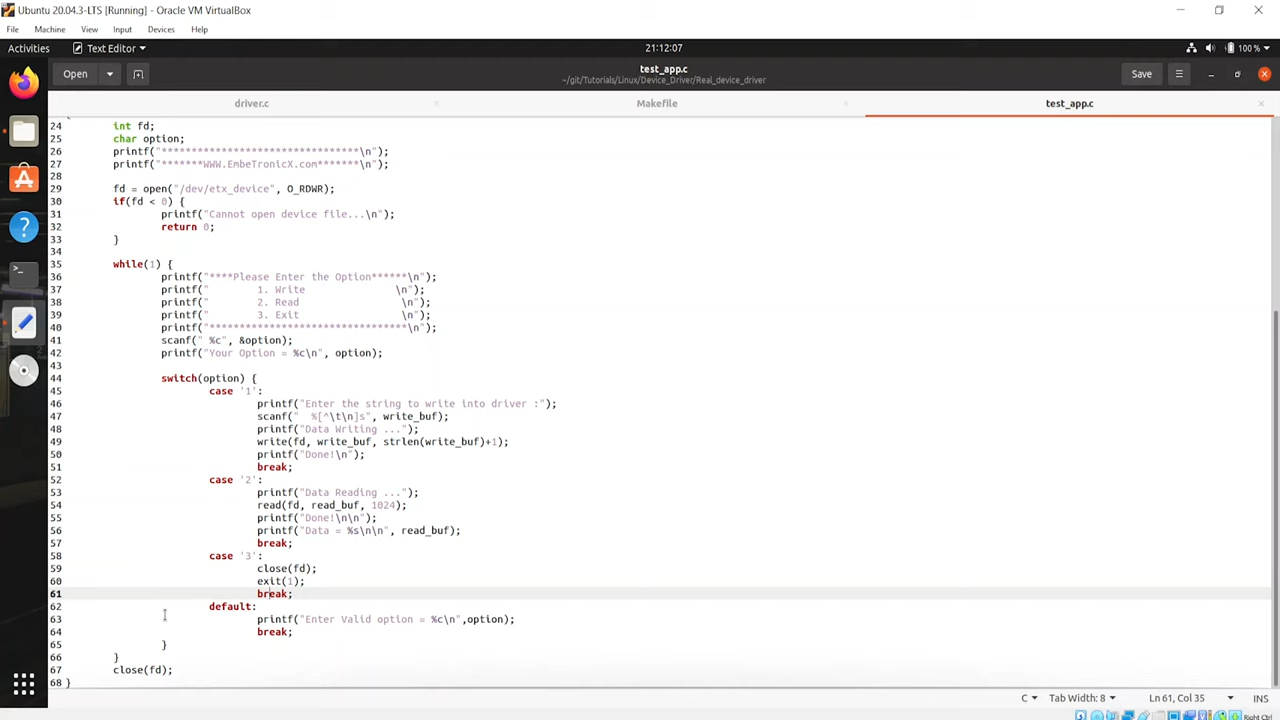 Ubuntu 20.04.3-LTS [Running] - Oracle VM VirtualBox
File Machine View Input Devices Help
Activities Text Editor 21:12:07 100 %
Open test_app.c Save
~/git/Tutorials/Linux/Device_Driver/Real_device_driver
driver.c Makefile test_app.c
24 int fd;
25 char option;
26 printf("*********************************\n");
27 printf("*******WWW.EmbeTronicX.com*******\n");
28
29 fd = open("/dev/etx_device", O_RDWR);
30 if(fd < 0) {
31 printf("Cannot open device file...\n");
32 return 0;
33 }
34
35 while(1) {
36 printf("****Please Enter the Option******\n");
37 printf("        1. Write               \n");
38 printf("        2. Read                 \n");
39 printf("        3. Exit                 \n");
40 printf("*********************************\n");
41 scanf(" %c", &option);
42 printf("Your Option = %c\n", option);
43
44 switch(option) {
45 case '1':
46 printf("Enter the string to write into driver :");
47 scanf("  %[^\t\n]s", write_buf);
48 printf("Data Writing ...");
49 write(fd, write_buf, strlen(write_buf)+1);
50 printf("Done!\n");
51 break;
52 case '2':
53 printf("Data Reading ...");
54 read(fd, read_buf, 1024);
55 printf("Done!\n\n");
56 printf("Data = %s\n\n", read_buf);
57 break;
58 case '3':
59 close(fd);
60 exit(1);
61 break;
62 default:
63 printf("Enter Valid option = %c\n",option);
64 break;
65 }
66 }
67 close(fd);
68 }
C Tab Width: 8 Ln 61, Col 35 INS
Right Ctrl